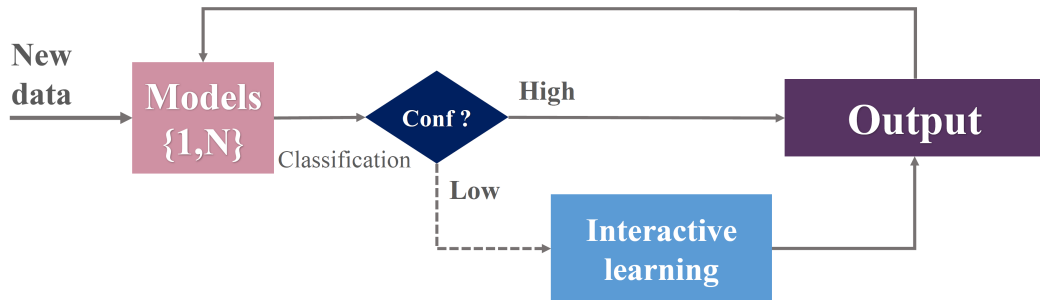 New
data
Models
{1,N}
Classification
Conf ?
High
Low
Interactive
learning
Output